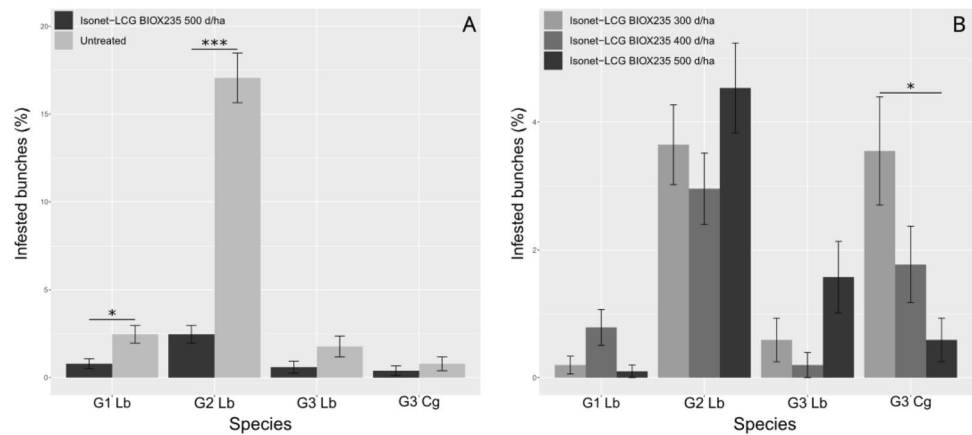 A
Isonet−LCG BIOX235 500 d/ha
Untreated
Infested bunches (%)
20
15
10
5
0
*
***
G1 Lb
G2 Lb
G3 Lb
G3 Cg
Species
B
Isonet−LCG BIOX235 300 d/ha
Isonet−LCG BIOX235 400 d/ha
Isonet−LCG BIOX235 500 d/ha
Infested bunches (%)
4
2
0
*
G1 Lb
G2 Lb
G3 Lb
G3 Cg
Species